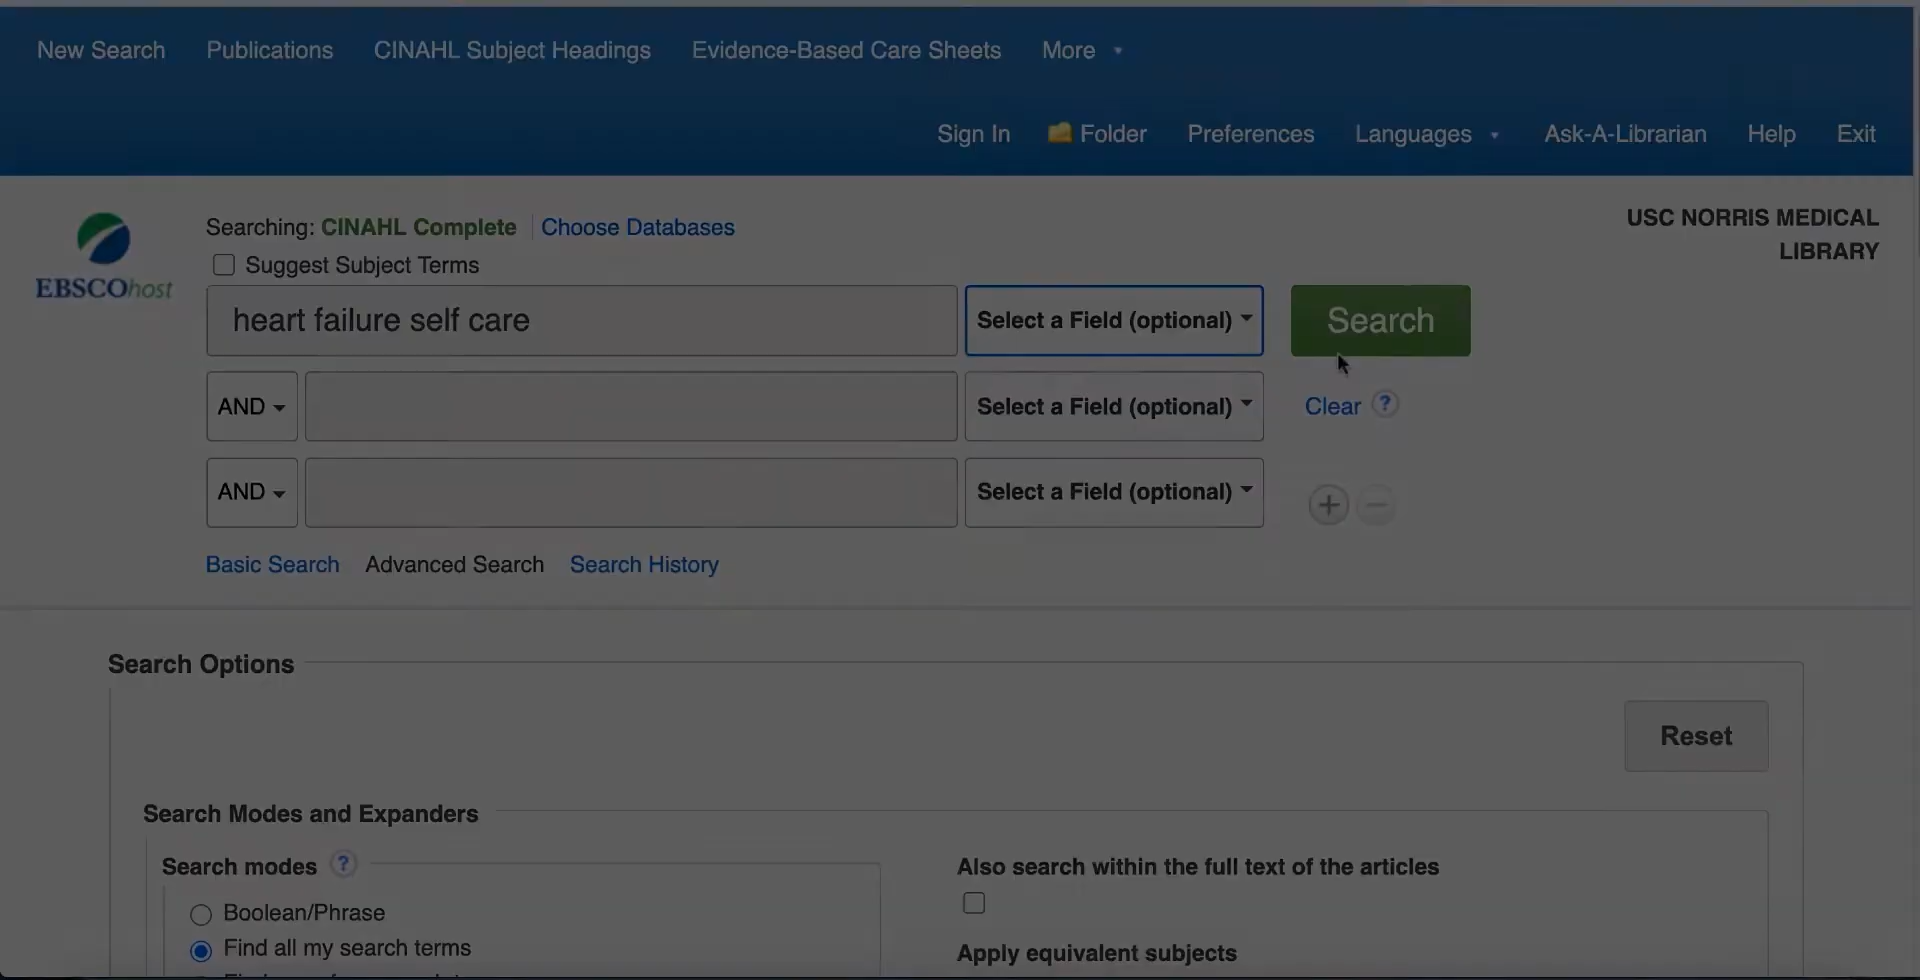 New Search Publications CINAHL Subject Headings Evidence-Based Care Sheets More
Sign In Folder Preferences Languages Ask-A-Librarian Help Exit
Searching: CINAHL Complete Choose Databases
USC NORRIS MEDICAL
LIBRARY
Suggest Subject Terms
EBSCOhost
heart failure self care Select a Field (optional) Search
AND Select a Field (optional) Clear ?
AND Select a Field (optional)
Basic Search Advanced Search Search History
Search Options
Reset
Search Modes and Expanders
Search modes ? Also search within the full text of the articles
Boolean/Phrase
Find all my search terms
Apply equivalent subjects